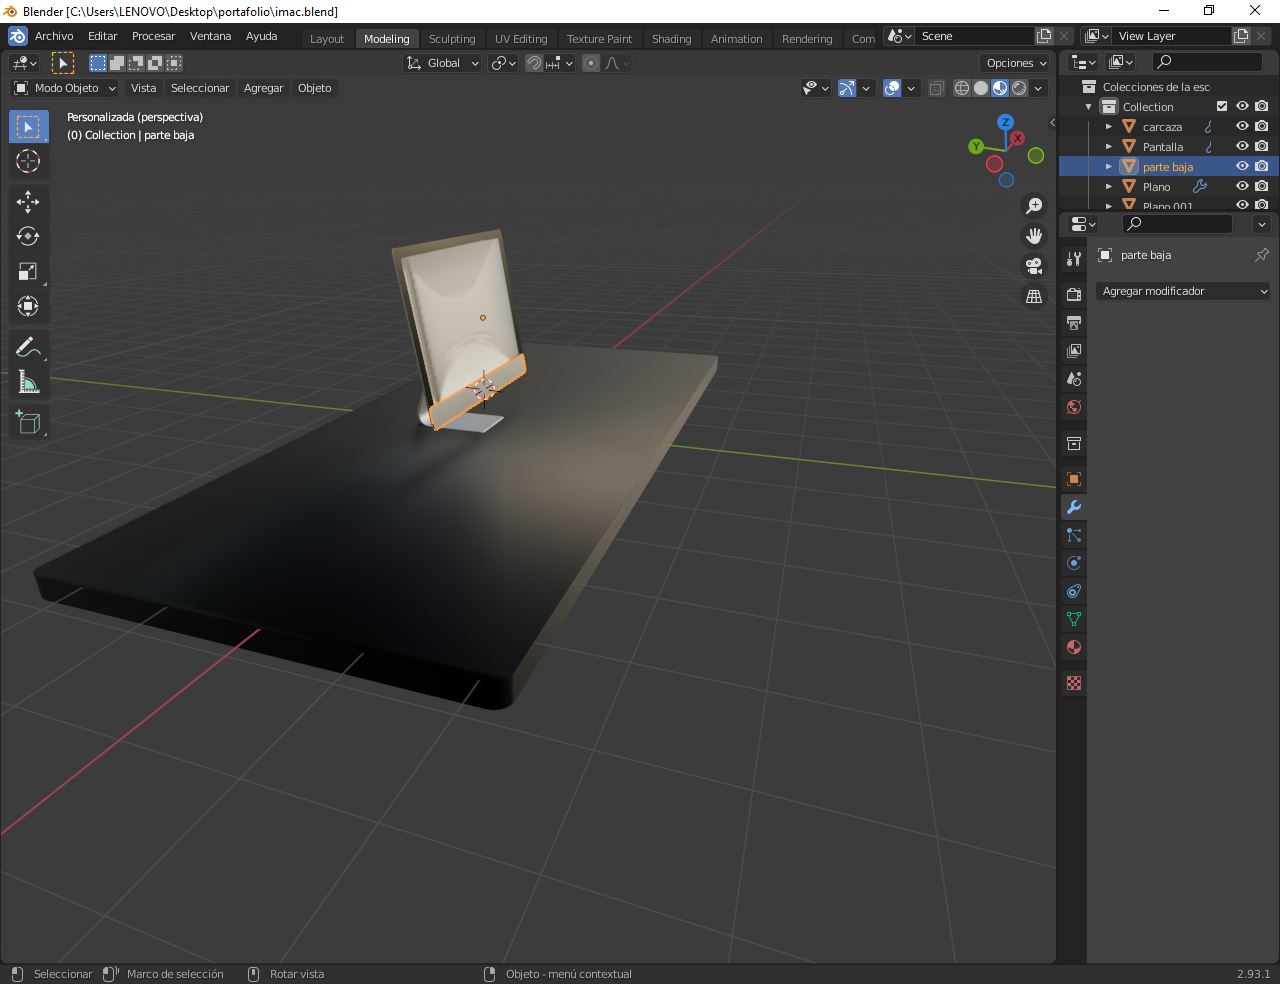 Blender [C:\Users\LENOVO\Desktop\portafolio\imac.blend]
Archivo Editar Procesar Ventana Ayuda Layout Modeling Sculpting UV Editing Texture Paint Shading Animation Rendering Com Scene View Layer
Global Opciones
Modo Objeto Vista Seleccionar Agregar Objeto
Personalizada (perspectiva)
(0) Collection | parte baja
Z
X
Y
Colecciones de la esc
Collection
carcaza
Pantalla
parte baja
Plano
Plano.001
parte baja
Agregar modificador
Seleccionar Marco de selección Rotar vista Objeto - menú contextual 2.93.1